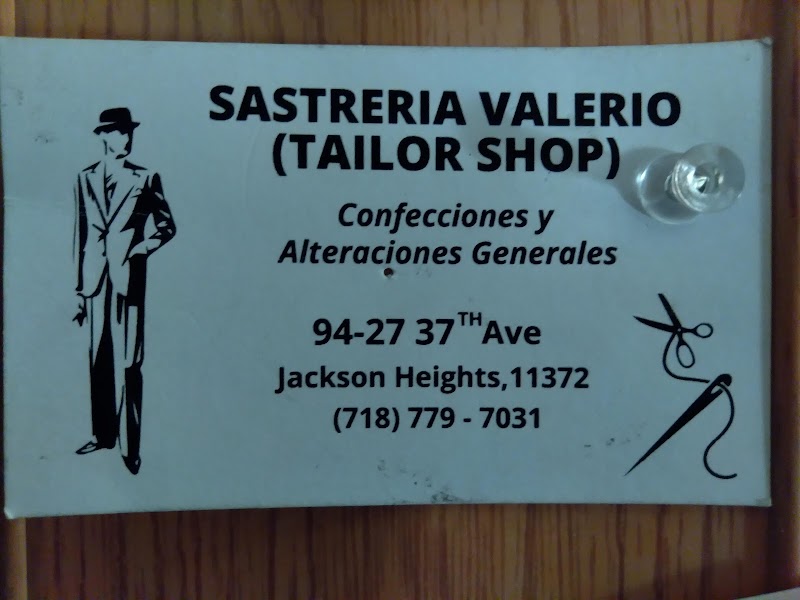 SASTRERIA VALERIO
(TAILOR SHOP)
Confecciones y
Alteraciones Generales
94-27 37TH Ave
Jackson Heights,11372
(718) 779 - 7031